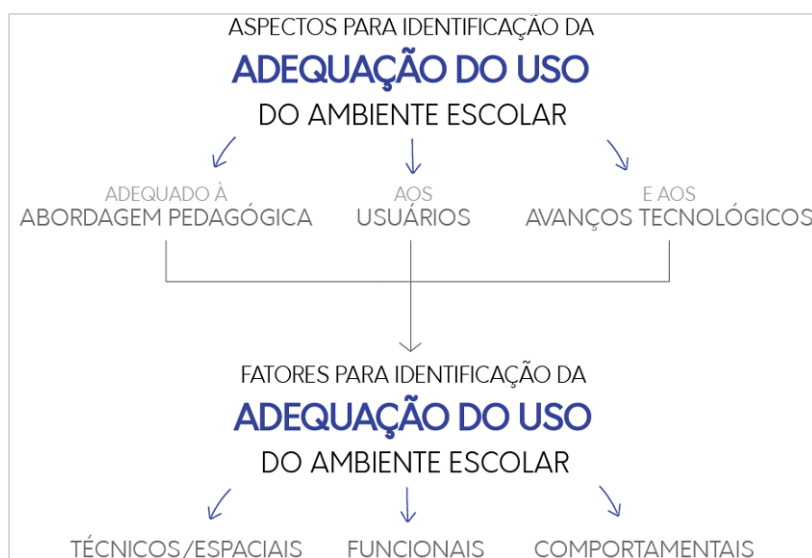 ASPECTOS PARA IDENTIFICAÇÃO DA
ADEQUAÇÃO DO USO
DO AMBIENTE ESCOLAR
ADEQUADO À
ABORDAGEM PEDAGÓGICA
AOS
USUÁRIOS
E AOS
AVANÇOS TECNOLÓGICOS
FATORES PARA IDENTIFICAÇÃO DA
ADEQUAÇÃO DO USO
DO AMBIENTE ESCOLAR
TÉCNICOS/ESPACIAIS
FUNCIONAIS
COMPORTAMENTAIS